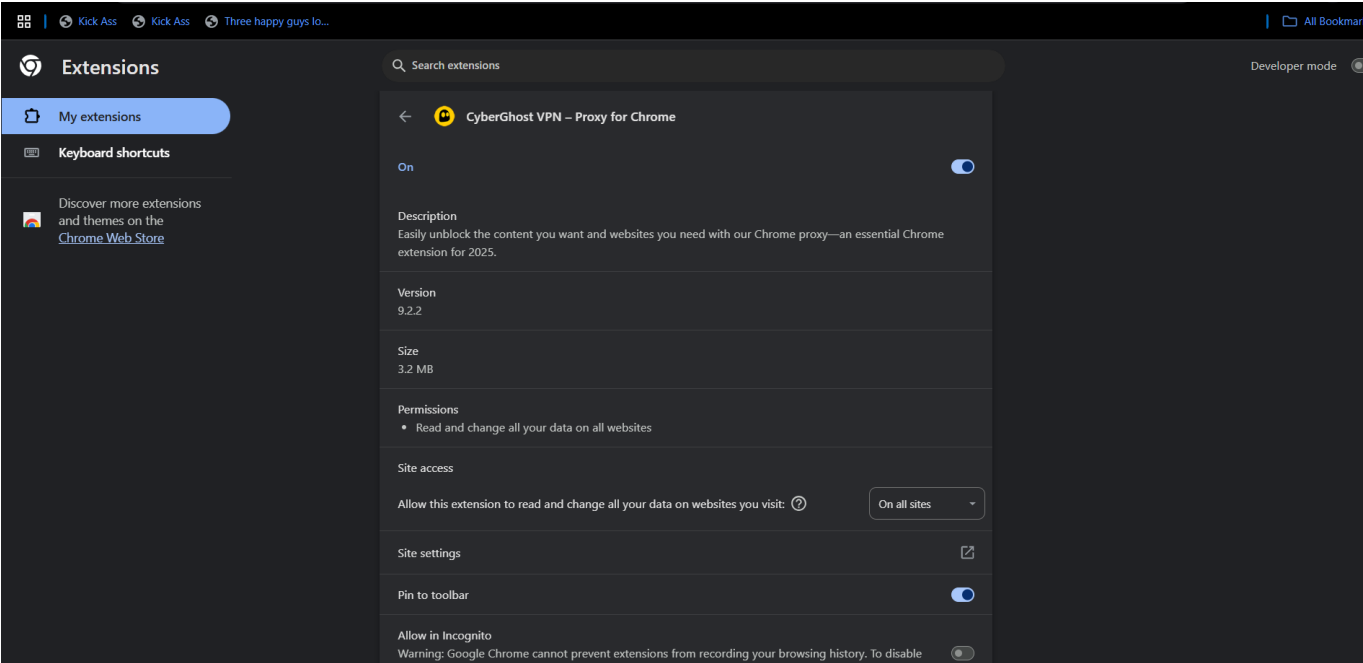 Kick Ass
Kick Ass
Three happy guys lo...
All Bookmar
Extensions
Search extensions
Developer mode
My extensions
Keyboard shortcuts
Discover more extensions
and themes on the
Chrome Web Store
CyberGhost VPN – Proxy for Chrome
On
Description
Easily unblock the content you want and websites you need with our Chrome proxy—an essential Chrome
extension for 2025.
Version
9.2.2
Size
3.2 MB
Permissions
• Read and change all your data on all websites
Site access
Allow this extension to read and change all your data on websites you visit:
On all sites
Site settings
Pin to toolbar
Allow in Incognito
Warning: Google Chrome cannot prevent extensions from recording your browsing history. To disable